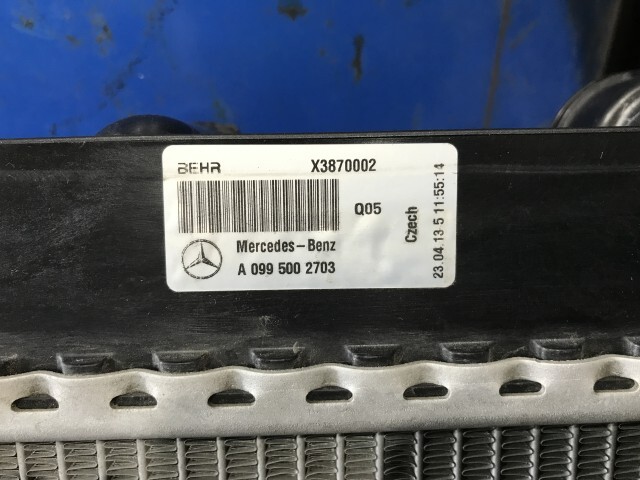 BEHR X3870002
Q05
Mercedes-Benz
A 099 500 2703
Czech
23.04.13 5 11:55:14